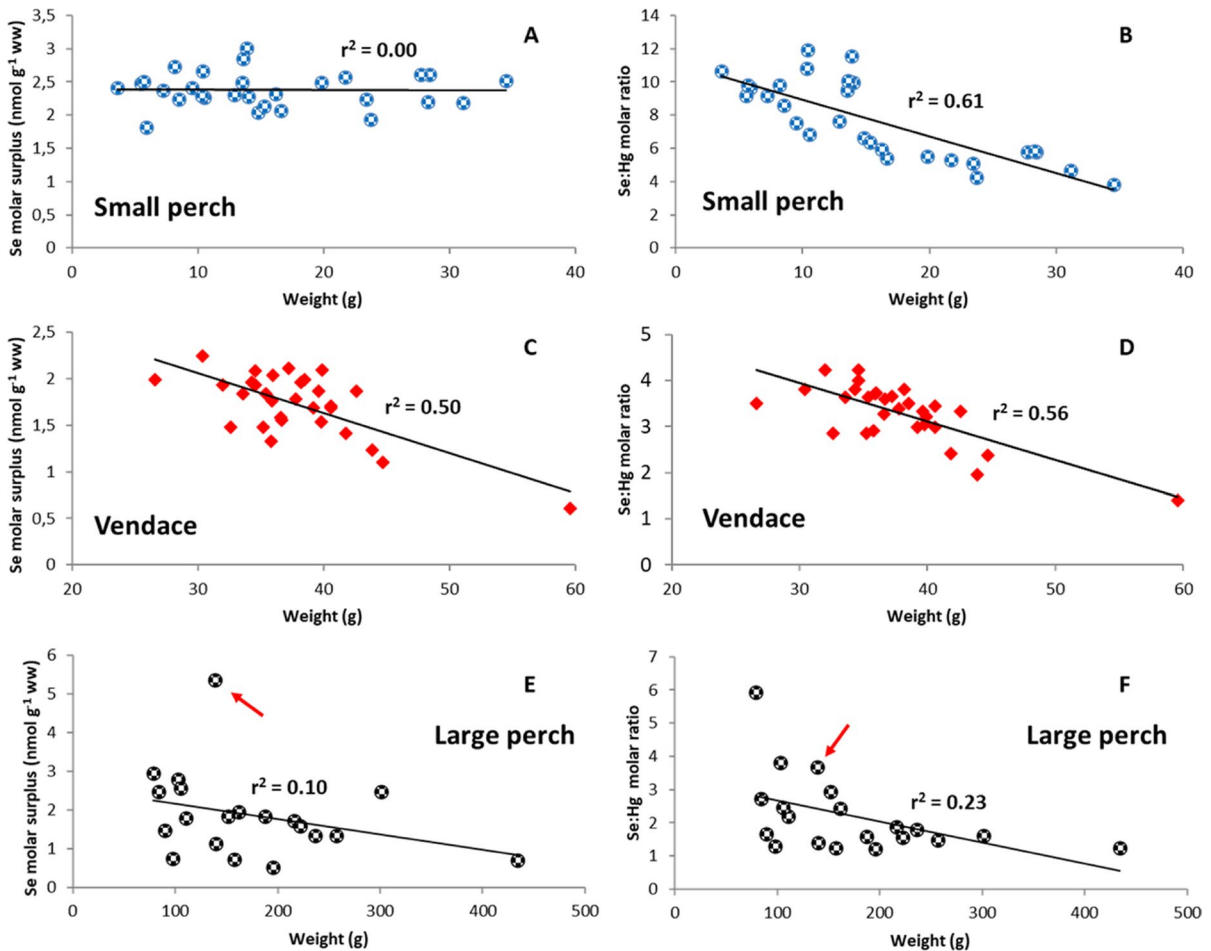 A
Se molar surplus (nmol g⁻¹ ww)
3,5
3
2,5
2
1,5
1
0,5
0
r² = 0.00
Small perch
0 10 20 30 40
Weight (g)
B
Se:Hg molar ratio
14
12
10
8
6
4
2
0
r² = 0.61
Small perch
0 10 20 30 40
Weight (g)
C
Se molar surplus (nmol g⁻¹ ww)
2,5
2
1,5
1
0,5
0
r² = 0.50
Vendace
20 30 40 50 60
Weight (g)
D
Se:Hg molar ratio
5
4
3
2
1
0
r² = 0.56
Vendace
20 30 40 50 60
Weight (g)
E
Se molar surplus (nmol g⁻¹ ww)
6
5
4
3
2
1
0
Large perch
r² = 0.10
0 100 200 300 400 500
Weight (g)
F
Se:Hg molar ratio
7
6
5
4
3
2
1
0
Large perch
r² = 0.23
0 100 200 300 400 500
Weight (g)